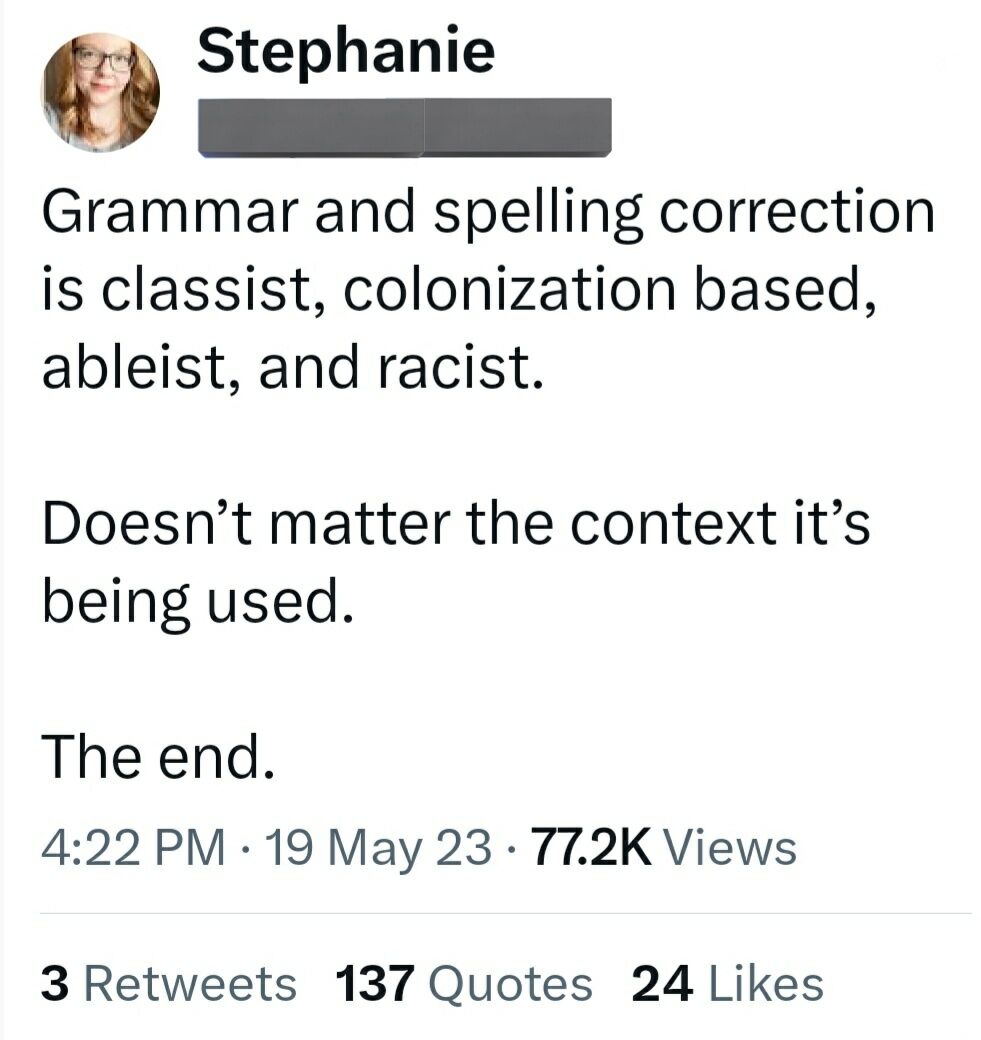 Stephanie
Grammar and spelling correction
is classist, colonization based,
ableist, and racist.
Doesn’t matter the context it’s
being used.
The end.
4:22 PM · 19 May 23 · 77.2K Views
3 Retweets 137 Quotes 24 Likes